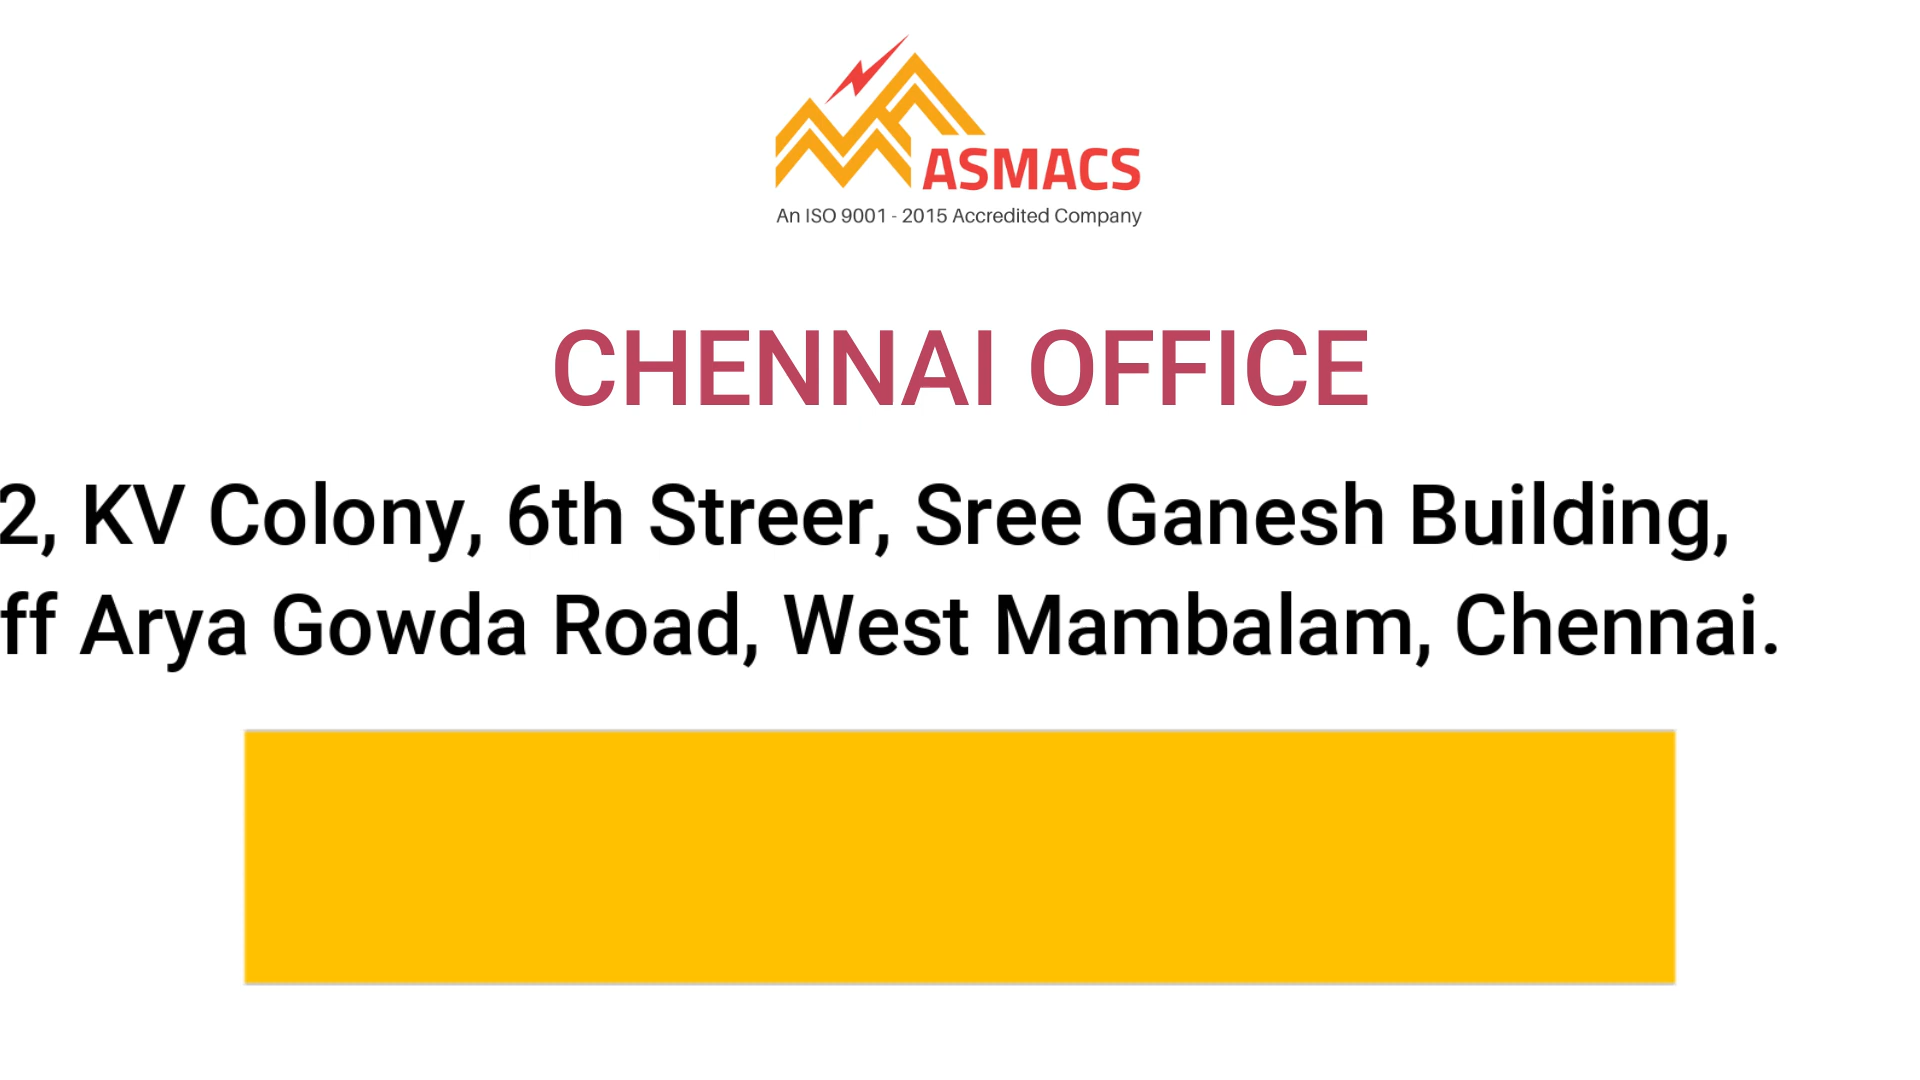 ASMACS
An ISO 9001 - 2015 Accredited Company
CHENNAI OFFICE
2, KV Colony, 6th Streer, Sree Ganesh Building,
ff Arya Gowda Road, West Mambalam, Chennai.